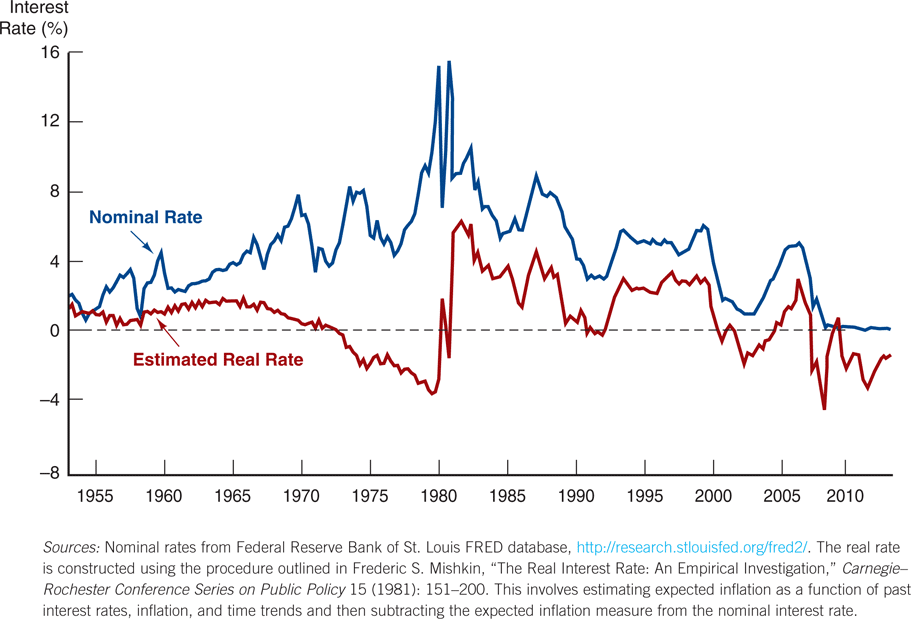 Interest
Rate (%)
16
12
8
4
0
–4
–8
Nominal Rate
Estimated Real Rate
1955 1960 1965 1970 1975 1980 1985 1990 1995 2000 2005 2010
Sources: Nominal rates from Federal Reserve Bank of St. Louis FRED database, http://research.stlouisfed.org/fred2/. The real rate
is constructed using the procedure outlined in Frederic S. Mishkin, “The Real Interest Rate: An Empirical Investigation,” Carnegie–
Rochester Conference Series on Public Policy 15 (1981): 151–200. This involves estimating expected inflation as a function of past
interest rates, inflation, and time trends and then subtracting the expected inflation measure from the nominal interest rate.